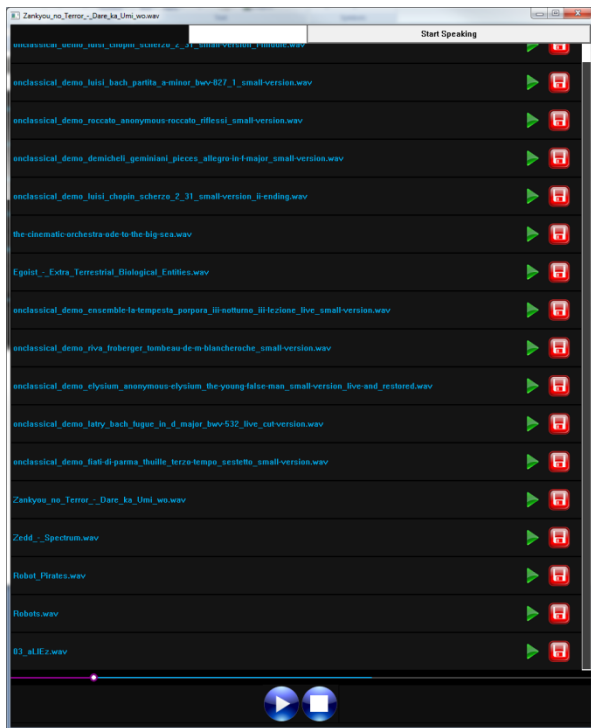 Zankyou_no_Terror_-_Dare_ka_Umi_wo.wav
Start Speaking
onclassical_demo_luisi_bach_partita_a-minor_bwv-827_1_small-version.wav
onclassical_demo_roccato_anonymous-roccato_riflessi_small-version.wav
onclassical_demo_demicheli_geminiani_pieces_allegro-in-f-major_small-version.wav
onclassical_demo_luisi_chopin_scherzo_2_31_small-version_ii-ending.wav
the-cinematic-orchestra-ode-to-the-big-sea.wav
Egoist_-_Extra_Terrestrial_Biological_Entities.wav
onclassical_demo_ensemble-la-tempesta_porpora_iii-notturno_iii-lezione_live_small-version.wav
onclassical_demo_riva_froberger_tombeau-de-m-blancheroche_small-version.wav
onclassical_demo_elysium_anonymous-elysium_the-young-false-man_small-version_live-and_restored.wav
onclassical_demo_latry_bach_fugue_in_d_major_bwv-532_live_cut-version.wav
onclassical_demo_fiati-di-parma_thuille_terzo-tempo_sestetto_small-version.wav
Zankyou_no_Terror_-_Dare_ka_Umi_wo.wav
Zedd_-_Spectrum.wav
Robot_Pirates.wav
Robots.wav
03_aLIEz.wav